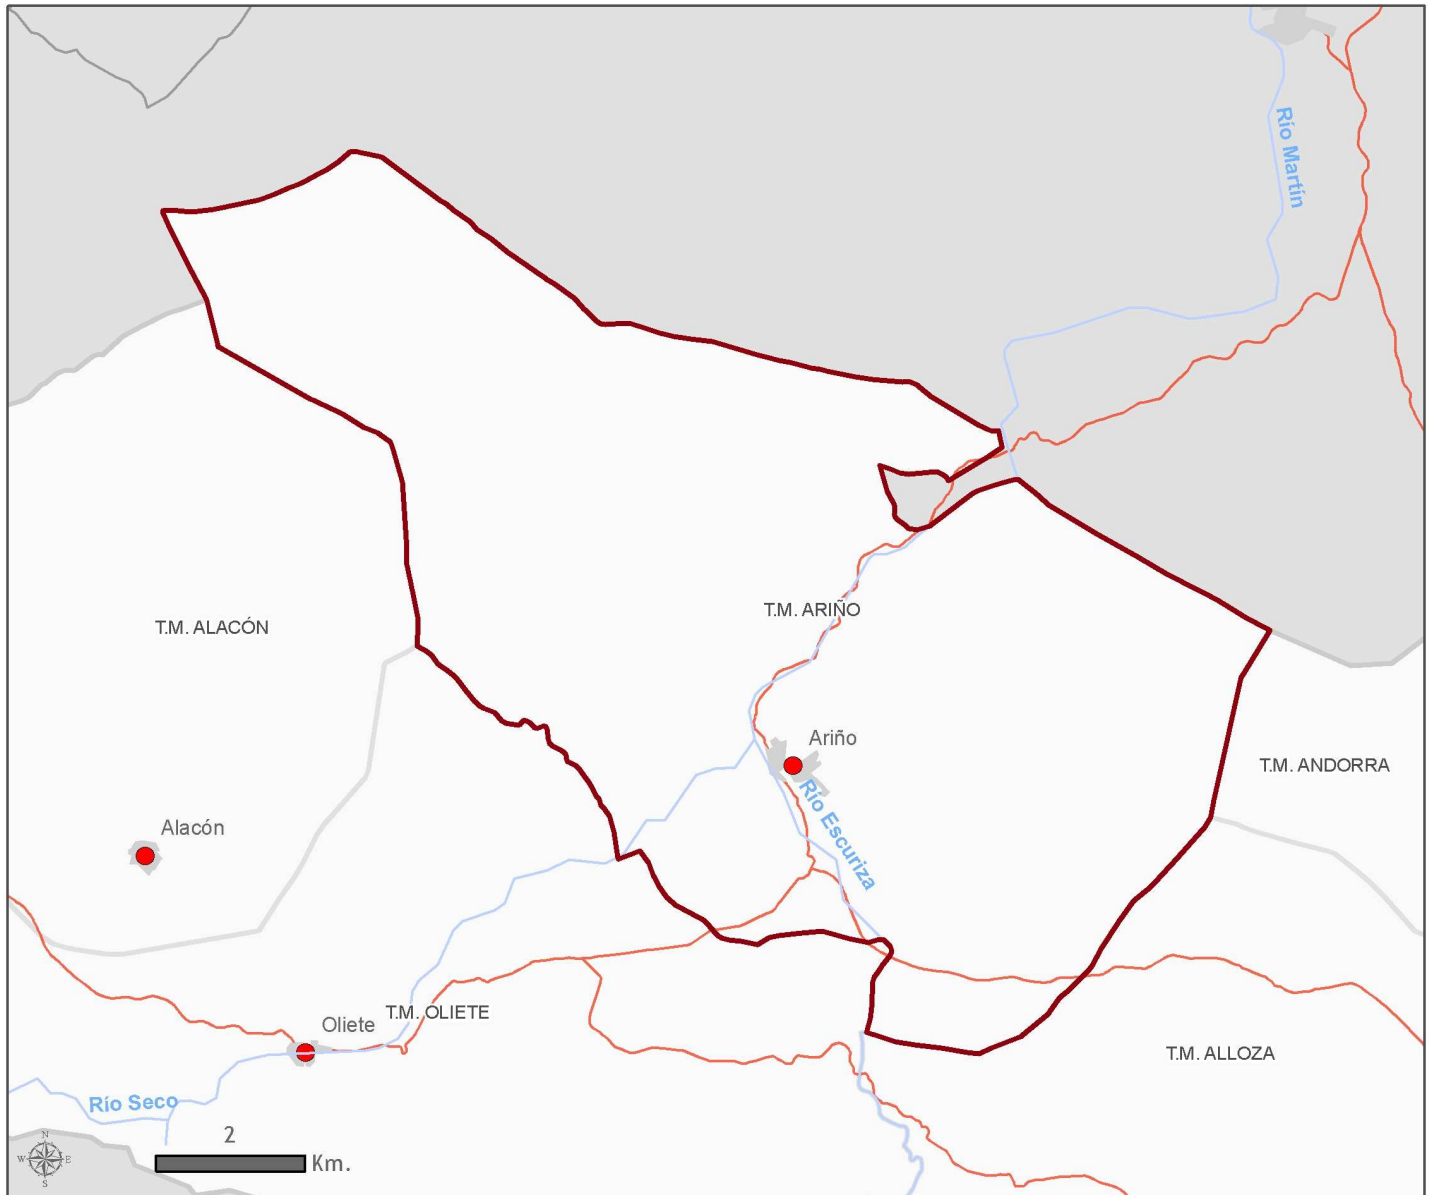 Río Martín
T.M. ARIÑO
T.M. ALACÓN
Ariño
T.M. ANDORRA
Río Escuriza
Alacón
T.M. OLIETE
Oliete
T.M. ALLOZA
Río Seco
2
Km.
N
W
E
S